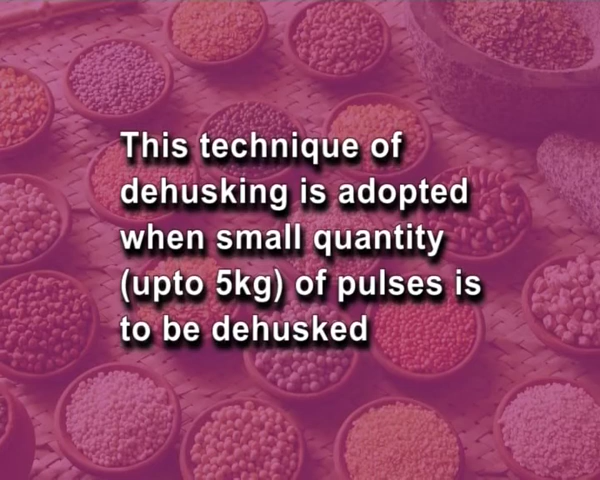 This technique of
dehusking is adopted
when small quantity
(upto 5kg) of pulses is
to be dehusked